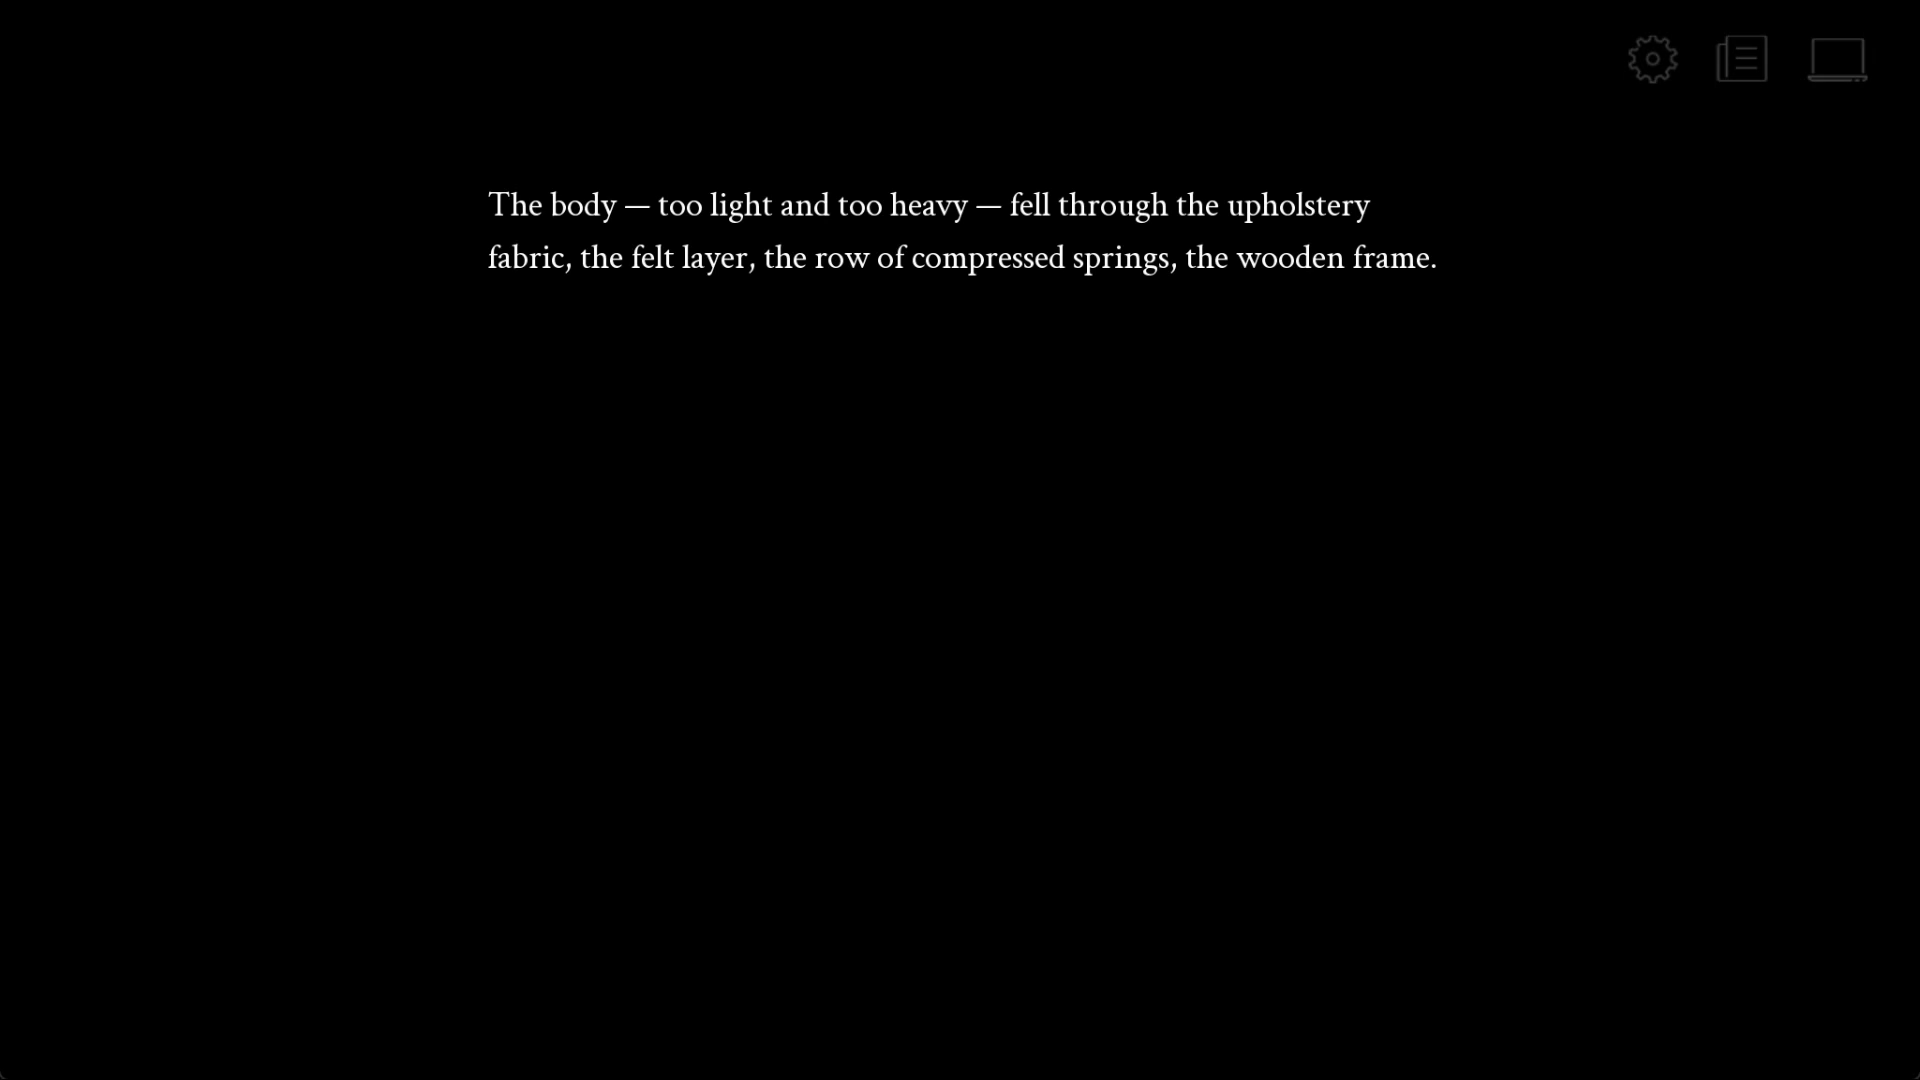 The body — too light and too heavy — fell through the upholstery
fabric, the felt layer, the row of compressed springs, the wooden frame.